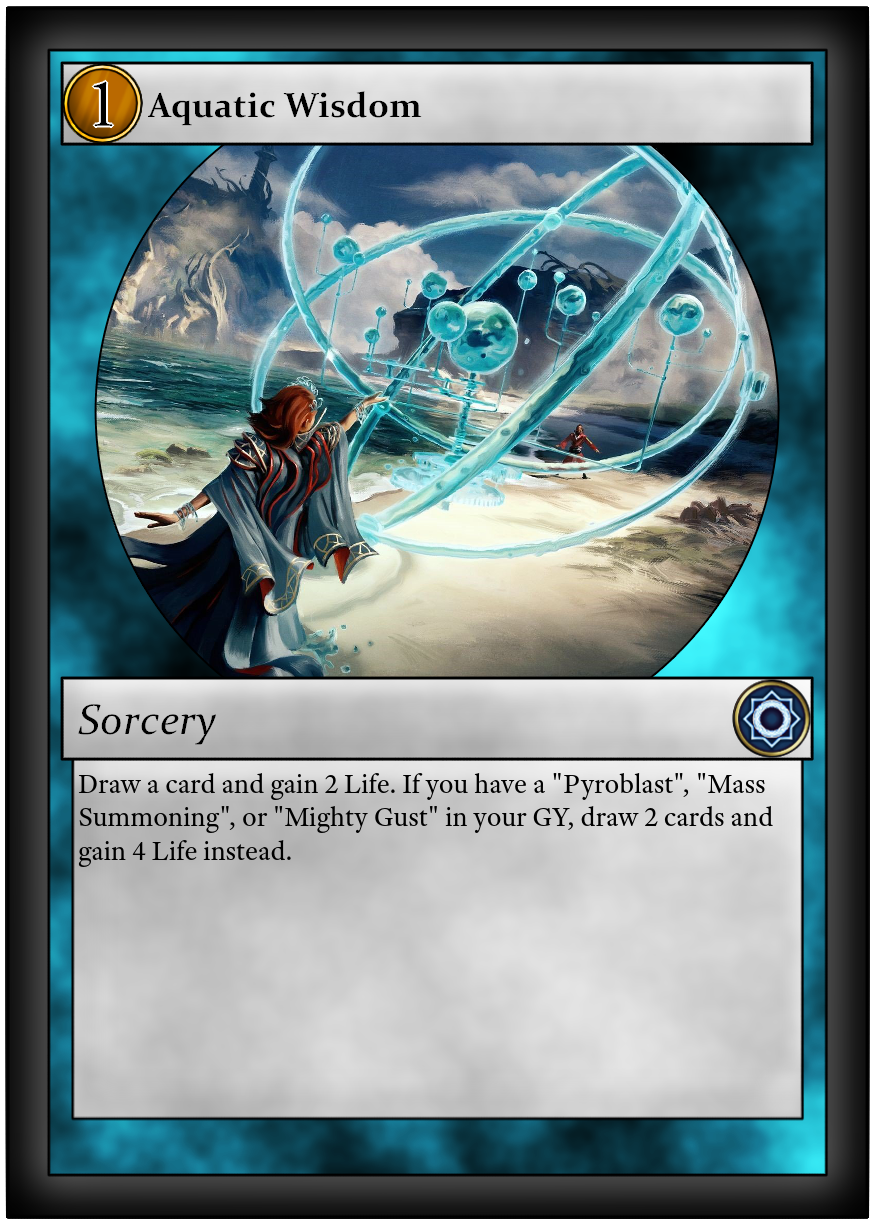 1
Aquatic Wisdom
Sorcery
Draw a card and gain 2 Life. If you have a "Pyroblast", "Mass
Summoning", or "Mighty Gust" in your GY, draw 2 cards and
gain 4 Life instead.